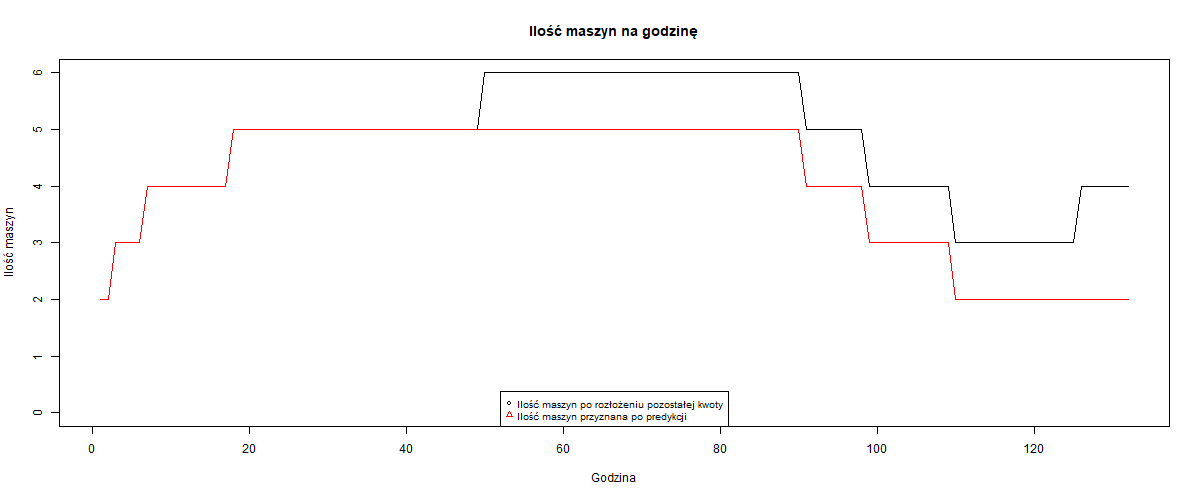 Ilość maszyn na godzinę
Ilość maszyn
6
5
4
3
2
1
0
Ilość maszyn po rozłożeniu pozostałej kwoty
Ilość maszyn przyznana po predykcji
0 20 40 60 80 100 120
Godzina